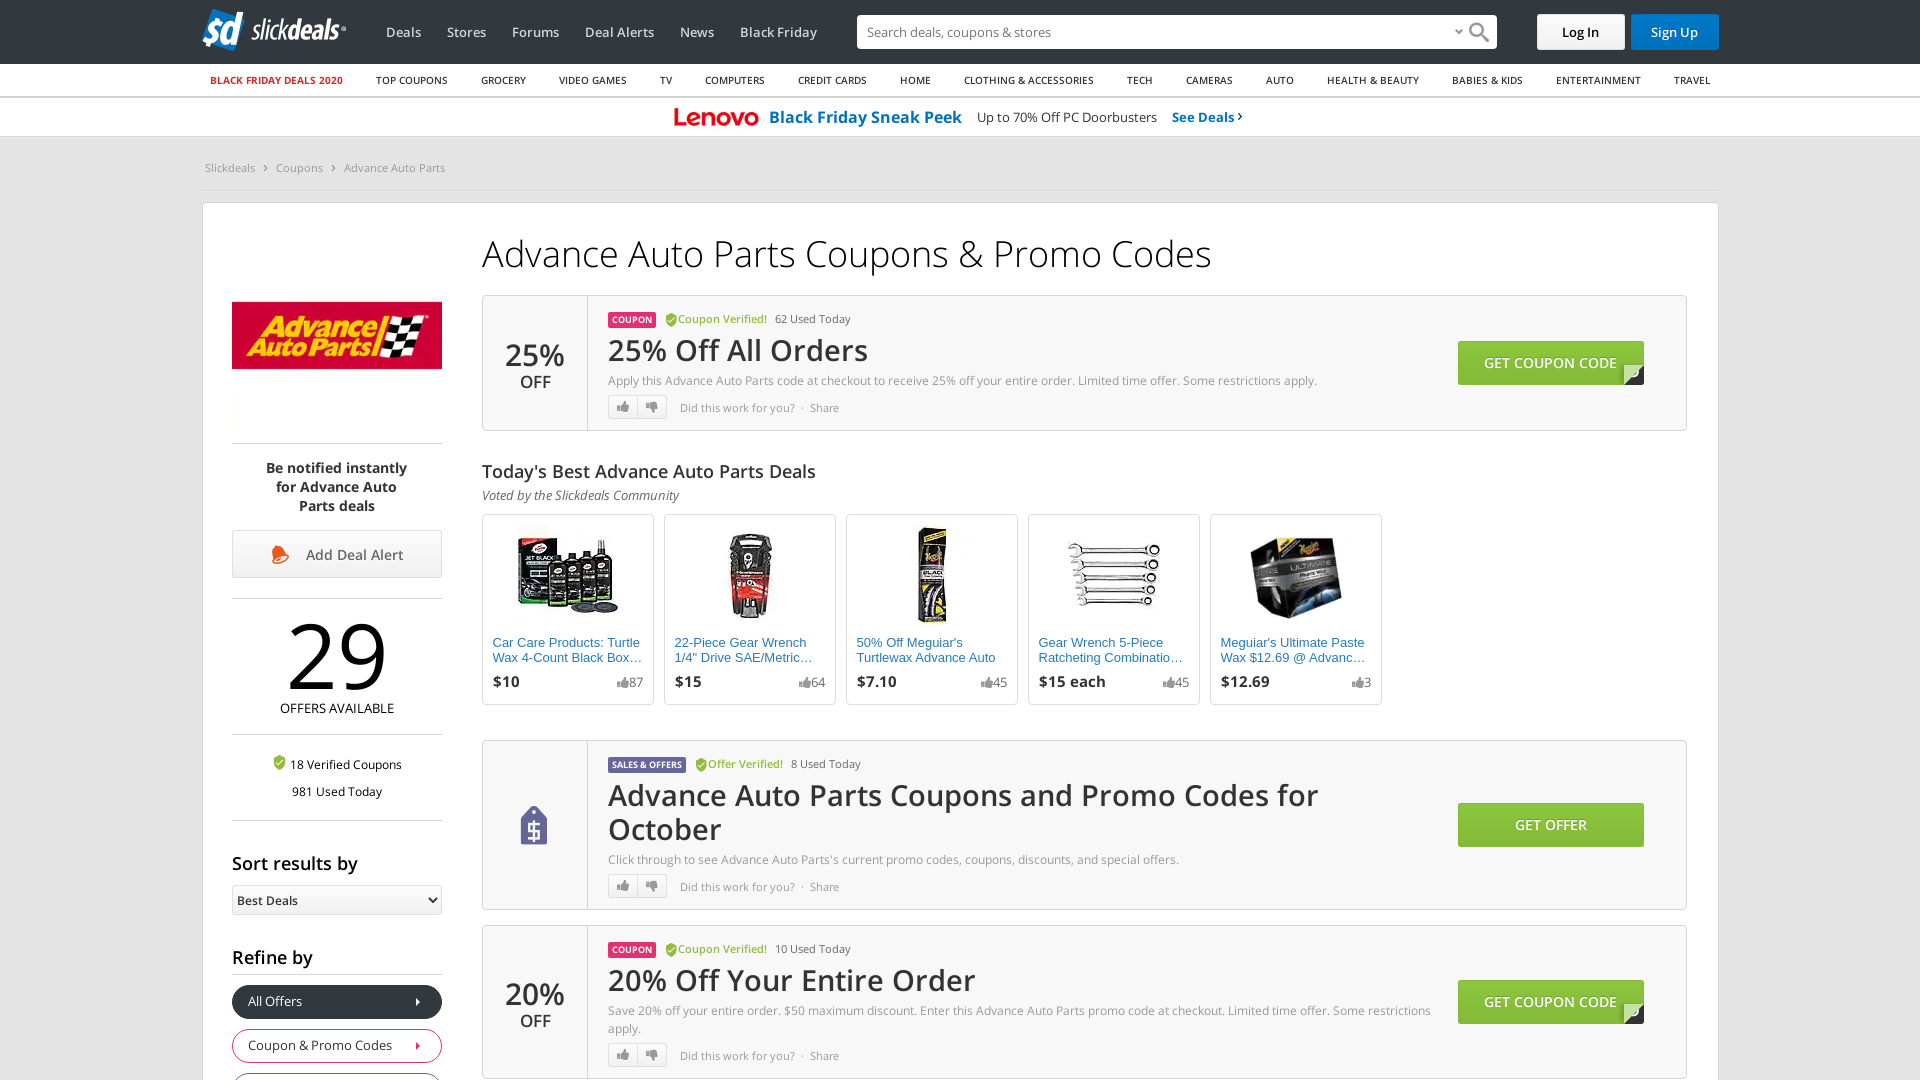 sd slickdeals
Deals
Stores
Forums
Deal Alerts
News
Black Friday
Search deals, coupons & stores
Log In
Sign Up
BLACK FRIDAY DEALS 2020
TOP COUPONS
GROCERY
VIDEO GAMES
TV
COMPUTERS
CREDIT CARDS
HOME
CLOTHING & ACCESSORIES
TECH
CAMERAS
AUTO
HEALTH & BEAUTY
BABIES & KIDS
ENTERTAINMENT
TRAVEL
Lenovo Black Friday Sneak Peek Up to 70% Off PC Doorbusters See Deals
Slickdeals
Coupons
Advance Auto Parts
Advance Auto Parts Coupons & Promo Codes
Advance
Auto Parts
Be notified instantly
for Advance Auto
Parts deals
Add Deal Alert
29
OFFERS AVAILABLE
18 Verified Coupons
981 Used Today
Sort results by
Best Deals
Refine by
All Offers
Coupon & Promo Codes
25%
OFF
COUPON Coupon Verified! 62 Used Today
25% Off All Orders
Apply this Advance Auto Parts code at checkout to receive 25% off your entire order. Limited time offer. Some restrictions apply.
Did this work for you? · Share
GET COUPON CODE
Today's Best Advance Auto Parts Deals
Voted by the Slickdeals Community
Car Care Products: Turtle
Wax 4-Count Black Box…
$10
87
22-Piece Gear Wrench
1/4" Drive SAE/Metric…
$15
64
50% Off Meguiar's
Turtlewax Advance Auto
$7.10
45
Gear Wrench 5-Piece
Ratcheting Combinatio…
$15 each
45
Meguiar's Ultimate Paste
Wax $12.69 @ Advanc…
$12.69
3
SALES & OFFERS Offer Verified! 8 Used Today
Advance Auto Parts Coupons and Promo Codes for
October
Click through to see Advance Auto Parts's current promo codes, coupons, discounts, and special offers.
Did this work for you? · Share
GET OFFER
20%
OFF
COUPON Coupon Verified! 10 Used Today
20% Off Your Entire Order
Save 20% off your entire order. $50 maximum discount. Enter this Advance Auto Parts promo code at checkout. Limited time offer. Some restrictions
apply.
Did this work for you? · Share
GET COUPON CODE